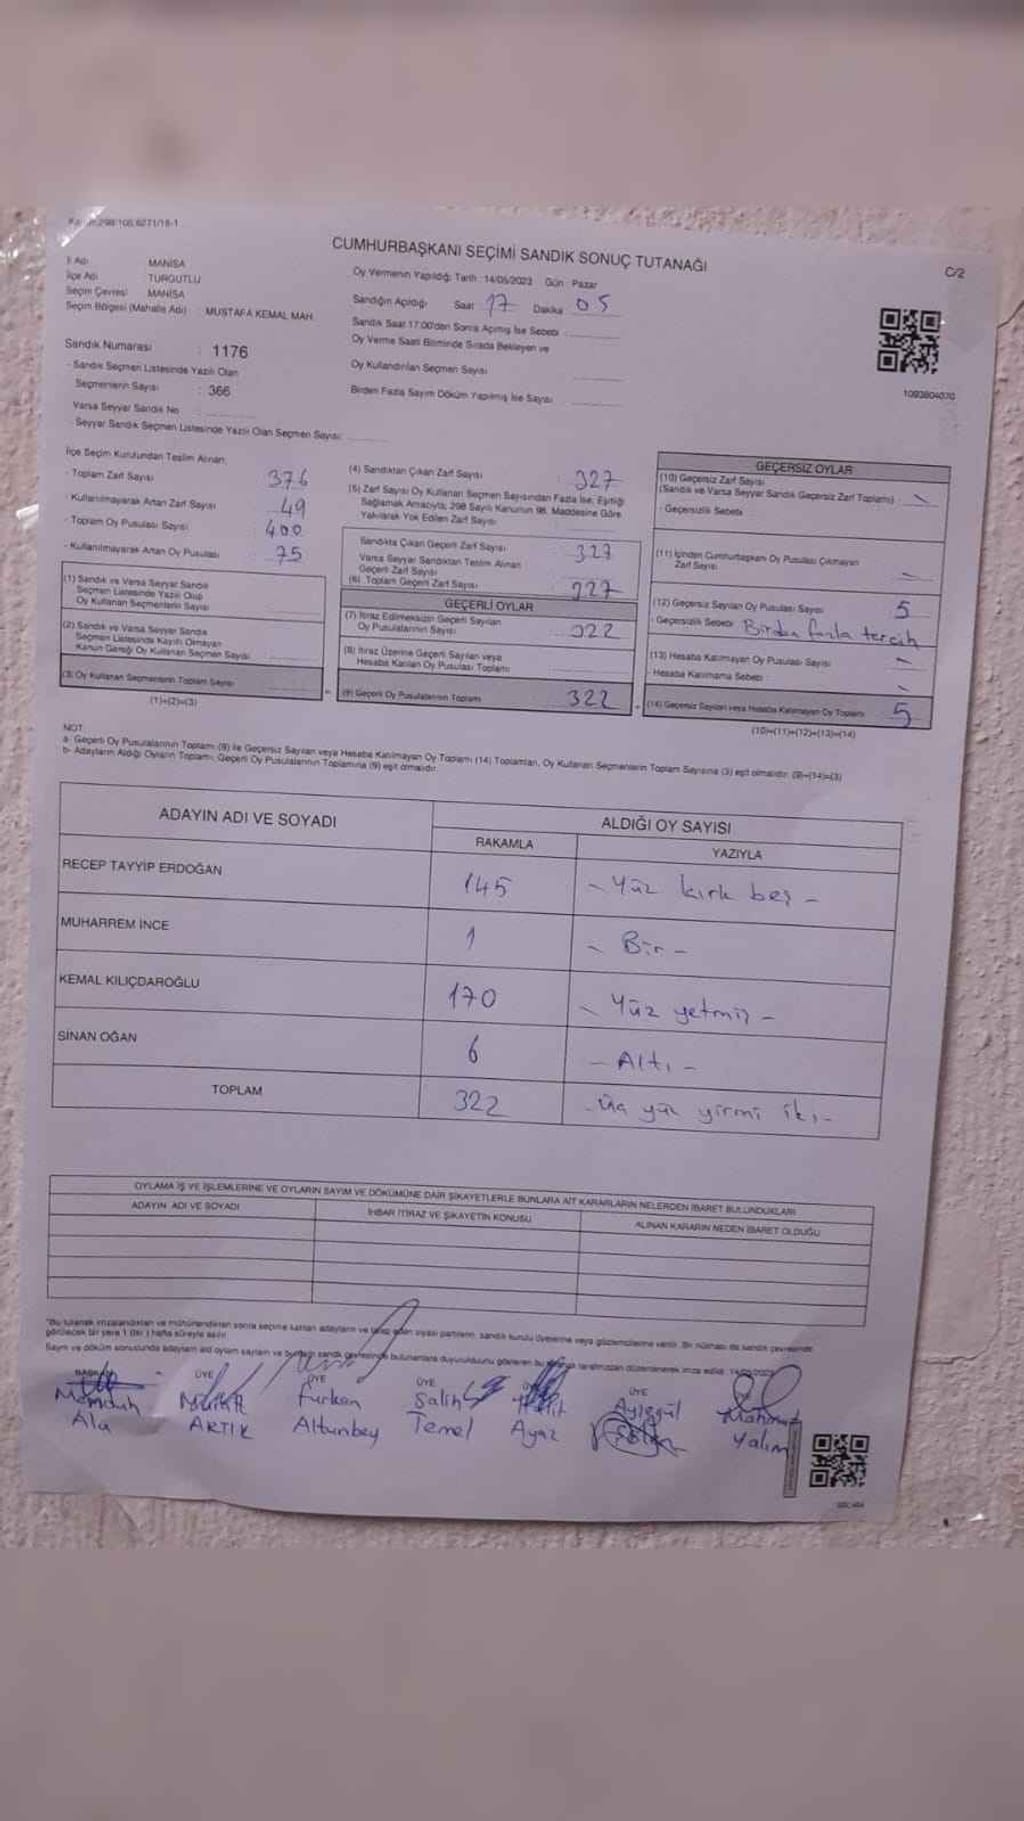 CUMHURBAŞKANI SEÇİMİ SANDIK SONUÇ TUTANAĞI
C/2
İl Adı MANİSA
İlçe Adı TURGUTLU
Seçim Çevresi MANİSA
Seçim Bölgesi (Mahalle Adı) MUSTAFA KEMAL MAH.
Sandık Numarası : 1176
- Sandık Seçmen Listesinde Yazılı Olan
Seçmenlerin Sayısı : 366
Varsa Seyyar Sandık No
Seyyar Sandık Seçmen Listesinde Yazılı Olan Seçmen Sayısı:
Oy Vermenin Yapıldığı Tarih : 14/05/2023 Gün : Pazar
Sandığın Açıldığı Saat 17 Dakika 05
Sandık Saat 17:00'den Sonra Açılmış İse Sebebi
Oy Verme Saati Bitiminde Sırada Bekleyen ve
Oy Kullandırılan Seçmen Sayısı
Birden Fazla Sayım Döküm Yapılmış İse Sayısı
1093804070
İlçe Seçim Kurulundan Teslim Alınan;
- Toplam Zarf Sayısı 376
- Kullanılmayarak Artan Zarf Sayısı 49
- Toplam Oy Pusulası Sayısı 400
- Kullanılmayarak Artan Oy Pusulası 75
(1) Sandık ve Varsa Seyyar Sandık
Seçmen Listesinde Yazılı Olup
Oy Kullanan Seçmenlerin Sayısı
(2) Sandık ve Varsa Seyyar Sandık
Seçmen Listesinde Kayıtlı Olmayan
Kanun Gereği Oy Kullanan Seçmen Sayısı
(3) Oy Kullanan Seçmenlerin Toplam Sayısı
(1)+(2)=(3)
(4) Sandıktan Çıkan Zarf Sayısı 327
(5) Zarf Sayısı Oy Kullanan Seçmen Sayısından Fazla İse, Eşitliği
Sağlamak Amacıyla; 298 Sayılı Kanunun 98. Maddesine Göre
Yakılarak Yok Edilen Zarf Sayısı
Sandıkta Çıkan Geçerli Zarf Sayısı 327
Varsa Seyyar Sandıktan Teslim Alınan
Geçerli Zarf Sayısı
(6) Toplam Geçerli Zarf Sayısı 327
GEÇERLİ OYLAR
(7) İtiraz Edilmeksizin Geçerli Sayılan
Oy Pusulalarının Sayısı 322
(8) İtiraz Üzerine Geçerli Sayılan veya
Hesaba Katılan Oy Pusulası Toplamı
(9) Geçerli Oy Pusulalarının Toplamı 322
GEÇERSİZ OYLAR
(10) Geçersiz Zarf Sayısı
(Sandık ve Varsa Seyyar Sandık Geçersiz Zarf Toplamı) -
- Geçersizlik Sebebi
(11) İçinden Cumhurbaşkanı Oy Pusulası Çıkmayan
Zarf Sayısı -
(12) Geçersiz Sayılan Oy Pusulası Sayısı 5
- Geçersizlik Sebebi Birden fazla tercih
(13) Hesaba Katılmayan Oy Pusulası Sayısı -
- Hesaba Katılmama Sebebi -
(14) Geçersiz Sayılan veya Hesaba Katılmayan Oy Toplamı 5
(10)+(11)+(12)+(13)=(14)
NOT:
a- Geçerli Oy Pusulalarının Toplamı (9) ile Geçersiz Sayılan veya Hesaba Katılmayan Oy Toplamı (14) Toplamları, Oy Kullanan Seçmenlerin Toplam Sayısına (3) eşit olmalıdır. (9)+(14)=(3)
b- Adayların Aldığı Oyların Toplamı, Geçerli Oy Pusulalarının Toplamına (9) eşit olmalıdır.
ADAYIN ADI VE SOYADI ALDIĞI OY SAYISI
RAKAMLA YAZIYLA
RECEP TAYYİP ERDOĞAN 145 - Yüz kırk beş -
MUHARREM İNCE 1 - Bir -
KEMAL KILIÇDAROĞLU 170 - Yüz yetmiş -
SİNAN OĞAN 6 - Altı -
TOPLAM 322 - Üç yüz yirmi iki -
OYLAMA İŞ VE İŞLEMLERİNE VE OYLARIN SAYIM VE DÖKÜMÜNE DAİR ŞİKAYETLERLE BUNLARA AİT KARARLARIN NELERDEN İBARET BULUNDUKLARI
ADAYIN ADI VE SOYADI İHBAR İTİRAZ VE ŞİKAYETİN KONUSU ALINAN KARARIN NEDEN İBARET OLDUĞU
BAŞKAN ÜYE ÜYE ÜYE ÜYE
Memduh Furkan Salih Ayşegül Mahmut
Ala ARTIK Altunbey Temel Ayaz Yalım